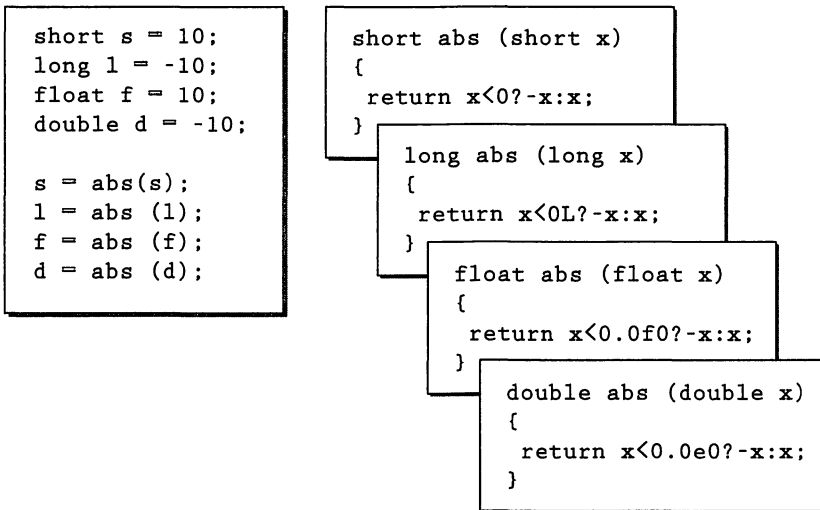 short s = 10;
long l = -10;
float f = 10;
double d = -10;

s = abs(s);
l = abs (l);
f = abs (f);
d = abs (d);

short abs (short x)
{
return x<0?-x:x;
}

long abs (long x)
{
return x<0L?-x:x;
}

float abs (float x)
{
return x<0.0f0?-x:x;
}

double abs (double x)
{
return x<0.0e0?-x:x;
}